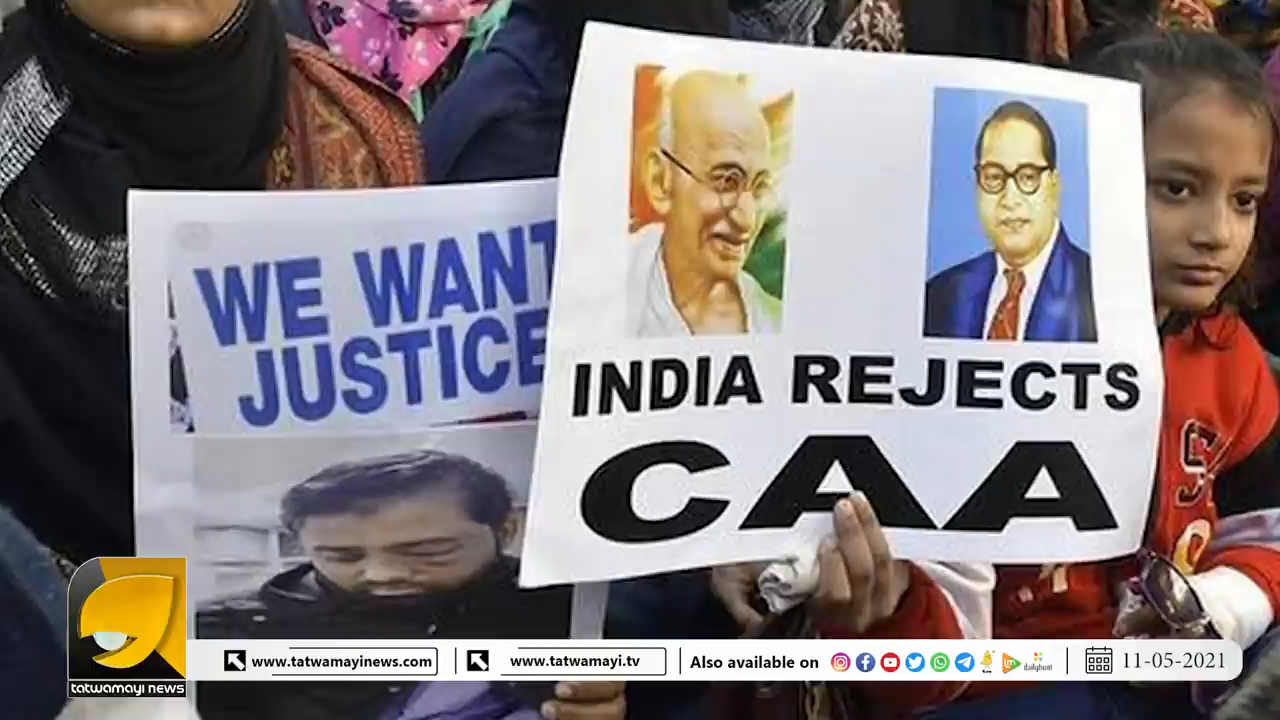 WE WANT
JUSTICE
INDIA REJECTS
CAA
tatwamayi news
www.tatwamayinews.com
www.tatwamayi.tv
Also available on
dailyhunt
11-05-2021